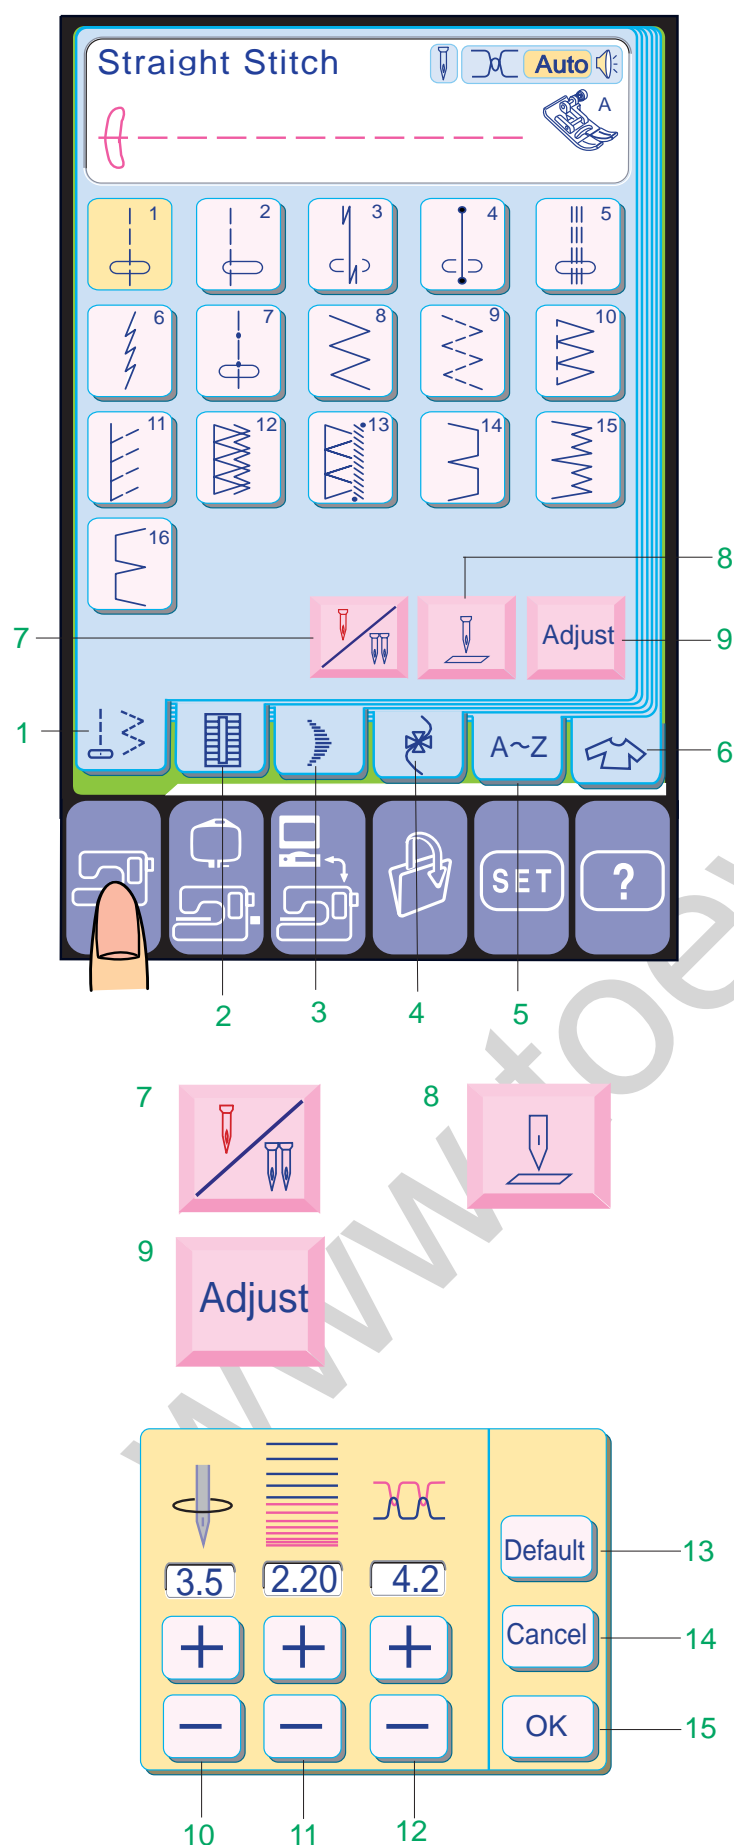 Straight Stitch Auto
A
1 2 3 4 5
6 7 8 9 10
11 12 13 14 15
16
8
7 Adjust 9
1 A~Z 6
SET ?
2 3 4 5
7 8
9
Adjust
3.5 2.20 4.2
Default 13
Cancel 14
OK 15
10 11 12